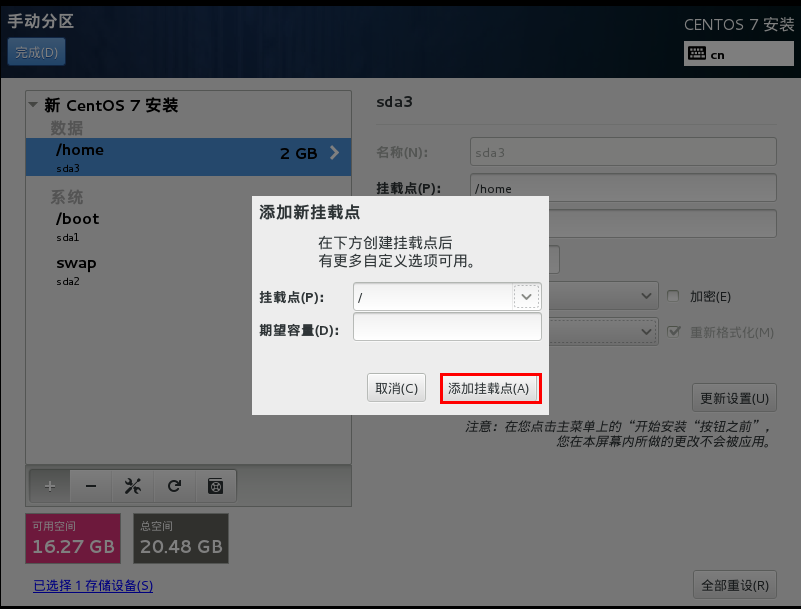 手动分区
CENTOS 7 安装
完成(D)
cn
新 CentOS 7 安装
数据
/home
2 GB
sda3
系统
/boot
sda1
swap
sda2
sda3
名称(N):
sda3
挂载点(P):
/home
加密(E)
重新格式化(M)
更新设置(U)
注意：在您点击主菜单上的“开始安装“按钮之前”，
您在本屏幕内所做的更改不会被应用。
添加新挂载点
在下方创建挂载点后
有更多自定义选项可用。
挂载点(P):
/
期望容量(D):
取消(C)
添加挂载点(A)
可用空间
16.27 GB
总空间
20.48 GB
已选择 1 存储设备(S)
全部重设(R)